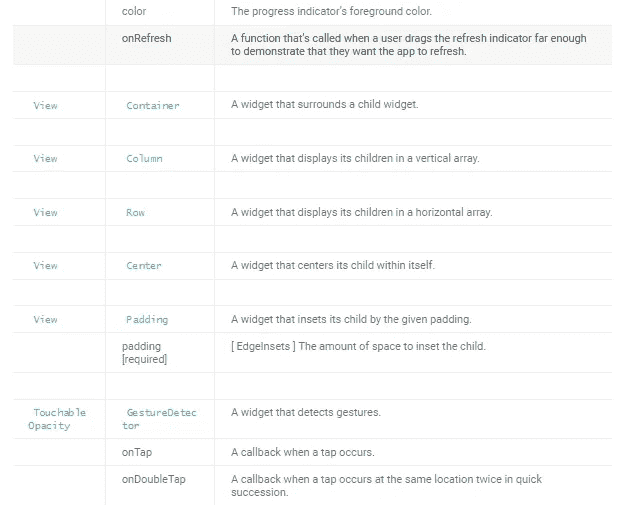 color The progress indicator's foreground color.
onRefresh A function that's called when a user drags the refresh indicator far enough
to demonstrate that they want the app to refresh.
View Container A widget that surrounds a child widget.
View Column A widget that displays its children in a vertical array.
View Row A widget that displays its children in a horizontal array.
View Center A widget that centers its child within itself.
View Padding A widget that insets its child by the given padding.
padding [ EdgeInsets ] The amount of space to inset the child.
[required]
Touchable GestureDetec A widget that detects gestures.
Opacity tor
onTap A callback when a tap occurs.
onDoubleTap A callback when a tap occurs at the same location twice in quick
succession.